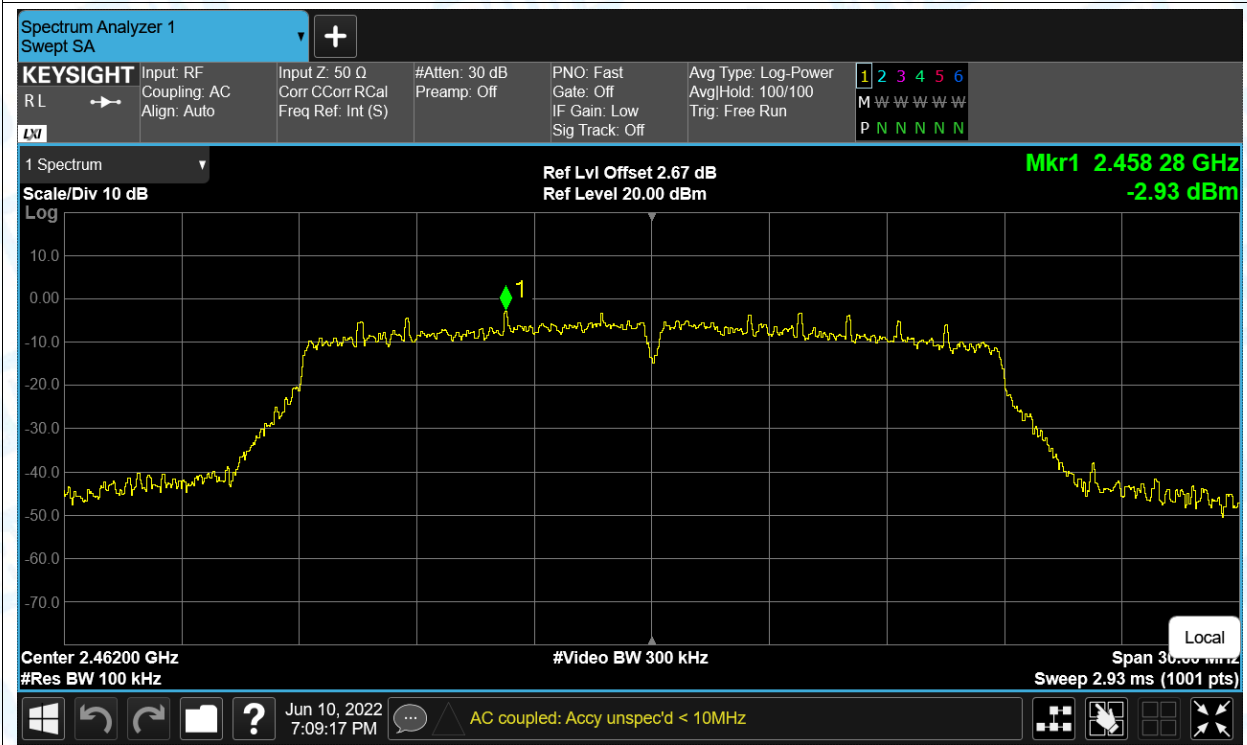 Spectrum Analyzer 1
Swept SA
KEYSIGHT
R L
LXI
Input: RF
Coupling: AC
Align: Auto
Input Z: 50 Ω
Corr CCorr RCal
Freq Ref: Int (S)
#Atten: 30 dB
Preamp: Off
PNO: Fast
Gate: Off
IF Gain: Low
Sig Track: Off
Avg Type: Log-Power
Avg|Hold: 100/100
Trig: Free Run
1 2 3 4 5 6
M W W W W W
P N N N N N
1 Spectrum
Scale/Div 10 dB
Log
Ref Lvl Offset 2.67 dB
Ref Level 20.00 dBm
Mkr1 2.458 28 GHz
-2.93 dBm
1
10.0
0.00
-10.0
-20.0
-30.0
-40.0
-50.0
-60.0
-70.0
Local
Center 2.46200 GHz
#Video BW 300 kHz
Span 30.00 MHz
#Res BW 100 kHz
Sweep 2.93 ms (1001 pts)
?
Jun 10, 2022
7:09:17 PM
AC coupled: Accy unspec'd < 10MHz